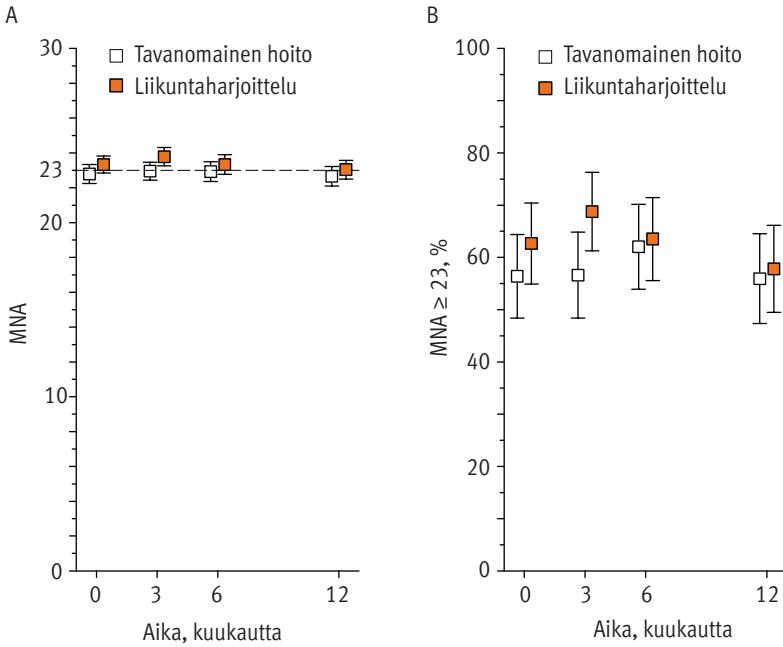 A
30
Tavanomainen hoito
Liikuntaharjoittelu
23
20
10
0
MNA
0 3 6 12
Aika, kuukautta
B
100
Tavanomainen hoito
Liikuntaharjoittelu
80
60
40
20
0
MNA ≥ 23, %
0 3 6 12
Aika, kuukautta